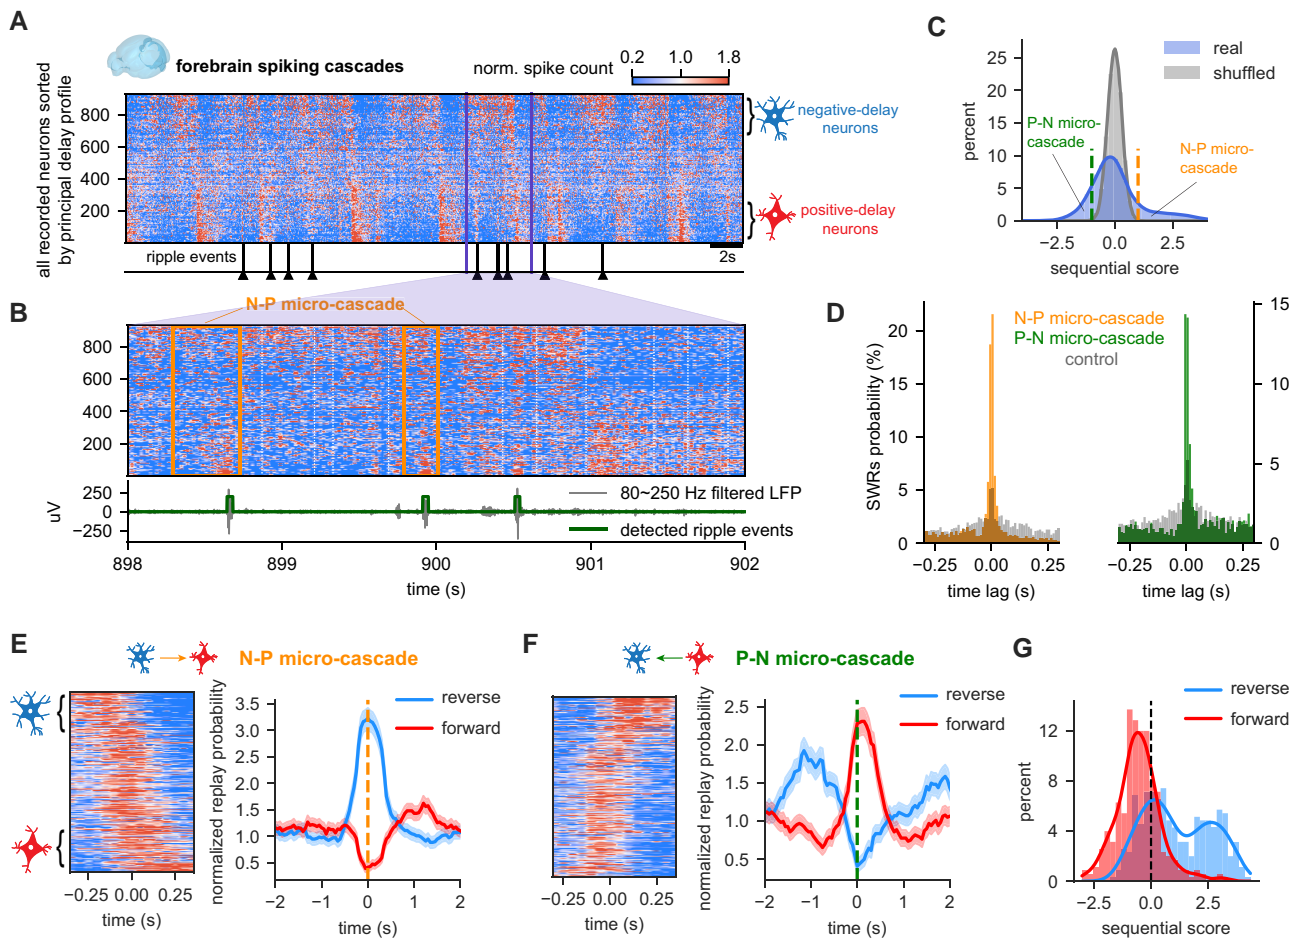 A
forebrain spiking cascades
norm. spike count
0.2 1.0 1.8
all recorded neurons sorted
by principal delay profile
800
600
400
200
negative-delay
neurons
positive-delay
neurons
ripple events
2s
B
N-P micro-cascade
800
600
400
200
250
0
−250
uV
80~250 Hz filtered LFP
detected ripple events
898 899 900 901 902
time (s)
C
real
shuffled
25
20
15
10
5
0
percent
P-N micro-
cascade
N-P micro-
cascade
−2.5 0.0 2.5
sequential score
D
N-P micro-cascade
P-N micro-cascade
control
SWRs probability (%)
20
15
10
5
0
15
10
5
0
−0.25 0.00 0.25
time lag (s)
−0.25 0.00 0.25
time lag (s)
E
N-P micro-cascade
−0.25 0.00 0.25
time (s)
normalized replay probability
3.5
3.0
2.5
2.0
1.5
1.0
0.5
reverse
forward
−2 −1 0 1 2
time (s)
F
P-N micro-cascade
−0.25 0.00 0.25
time (s)
normalized replay probability
2.5
2.0
1.5
1.0
0.5
reverse
forward
−2 −1 0 1 2
time (s)
G
reverse
forward
12
8
4
0
percent
−2.5 0.0 2.5
sequential score